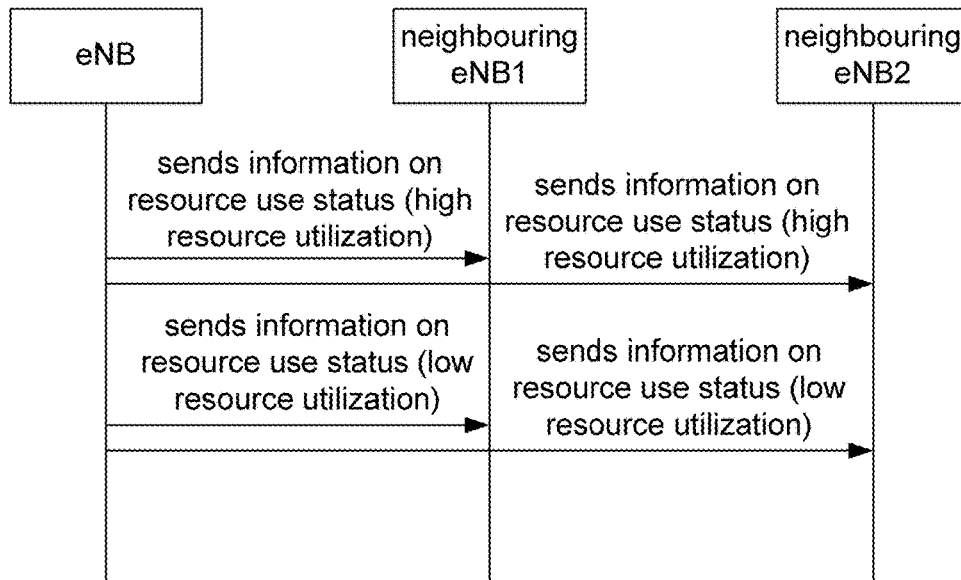 eNB
neighbouring
eNB1
neighbouring
eNB2
sends information on
resource use status (high
resource utilization)
sends information on
resource use status (high
resource utilization)
sends information on
resource use status (low
resource utilization)
sends information on
resource use status (low
resource utilization)